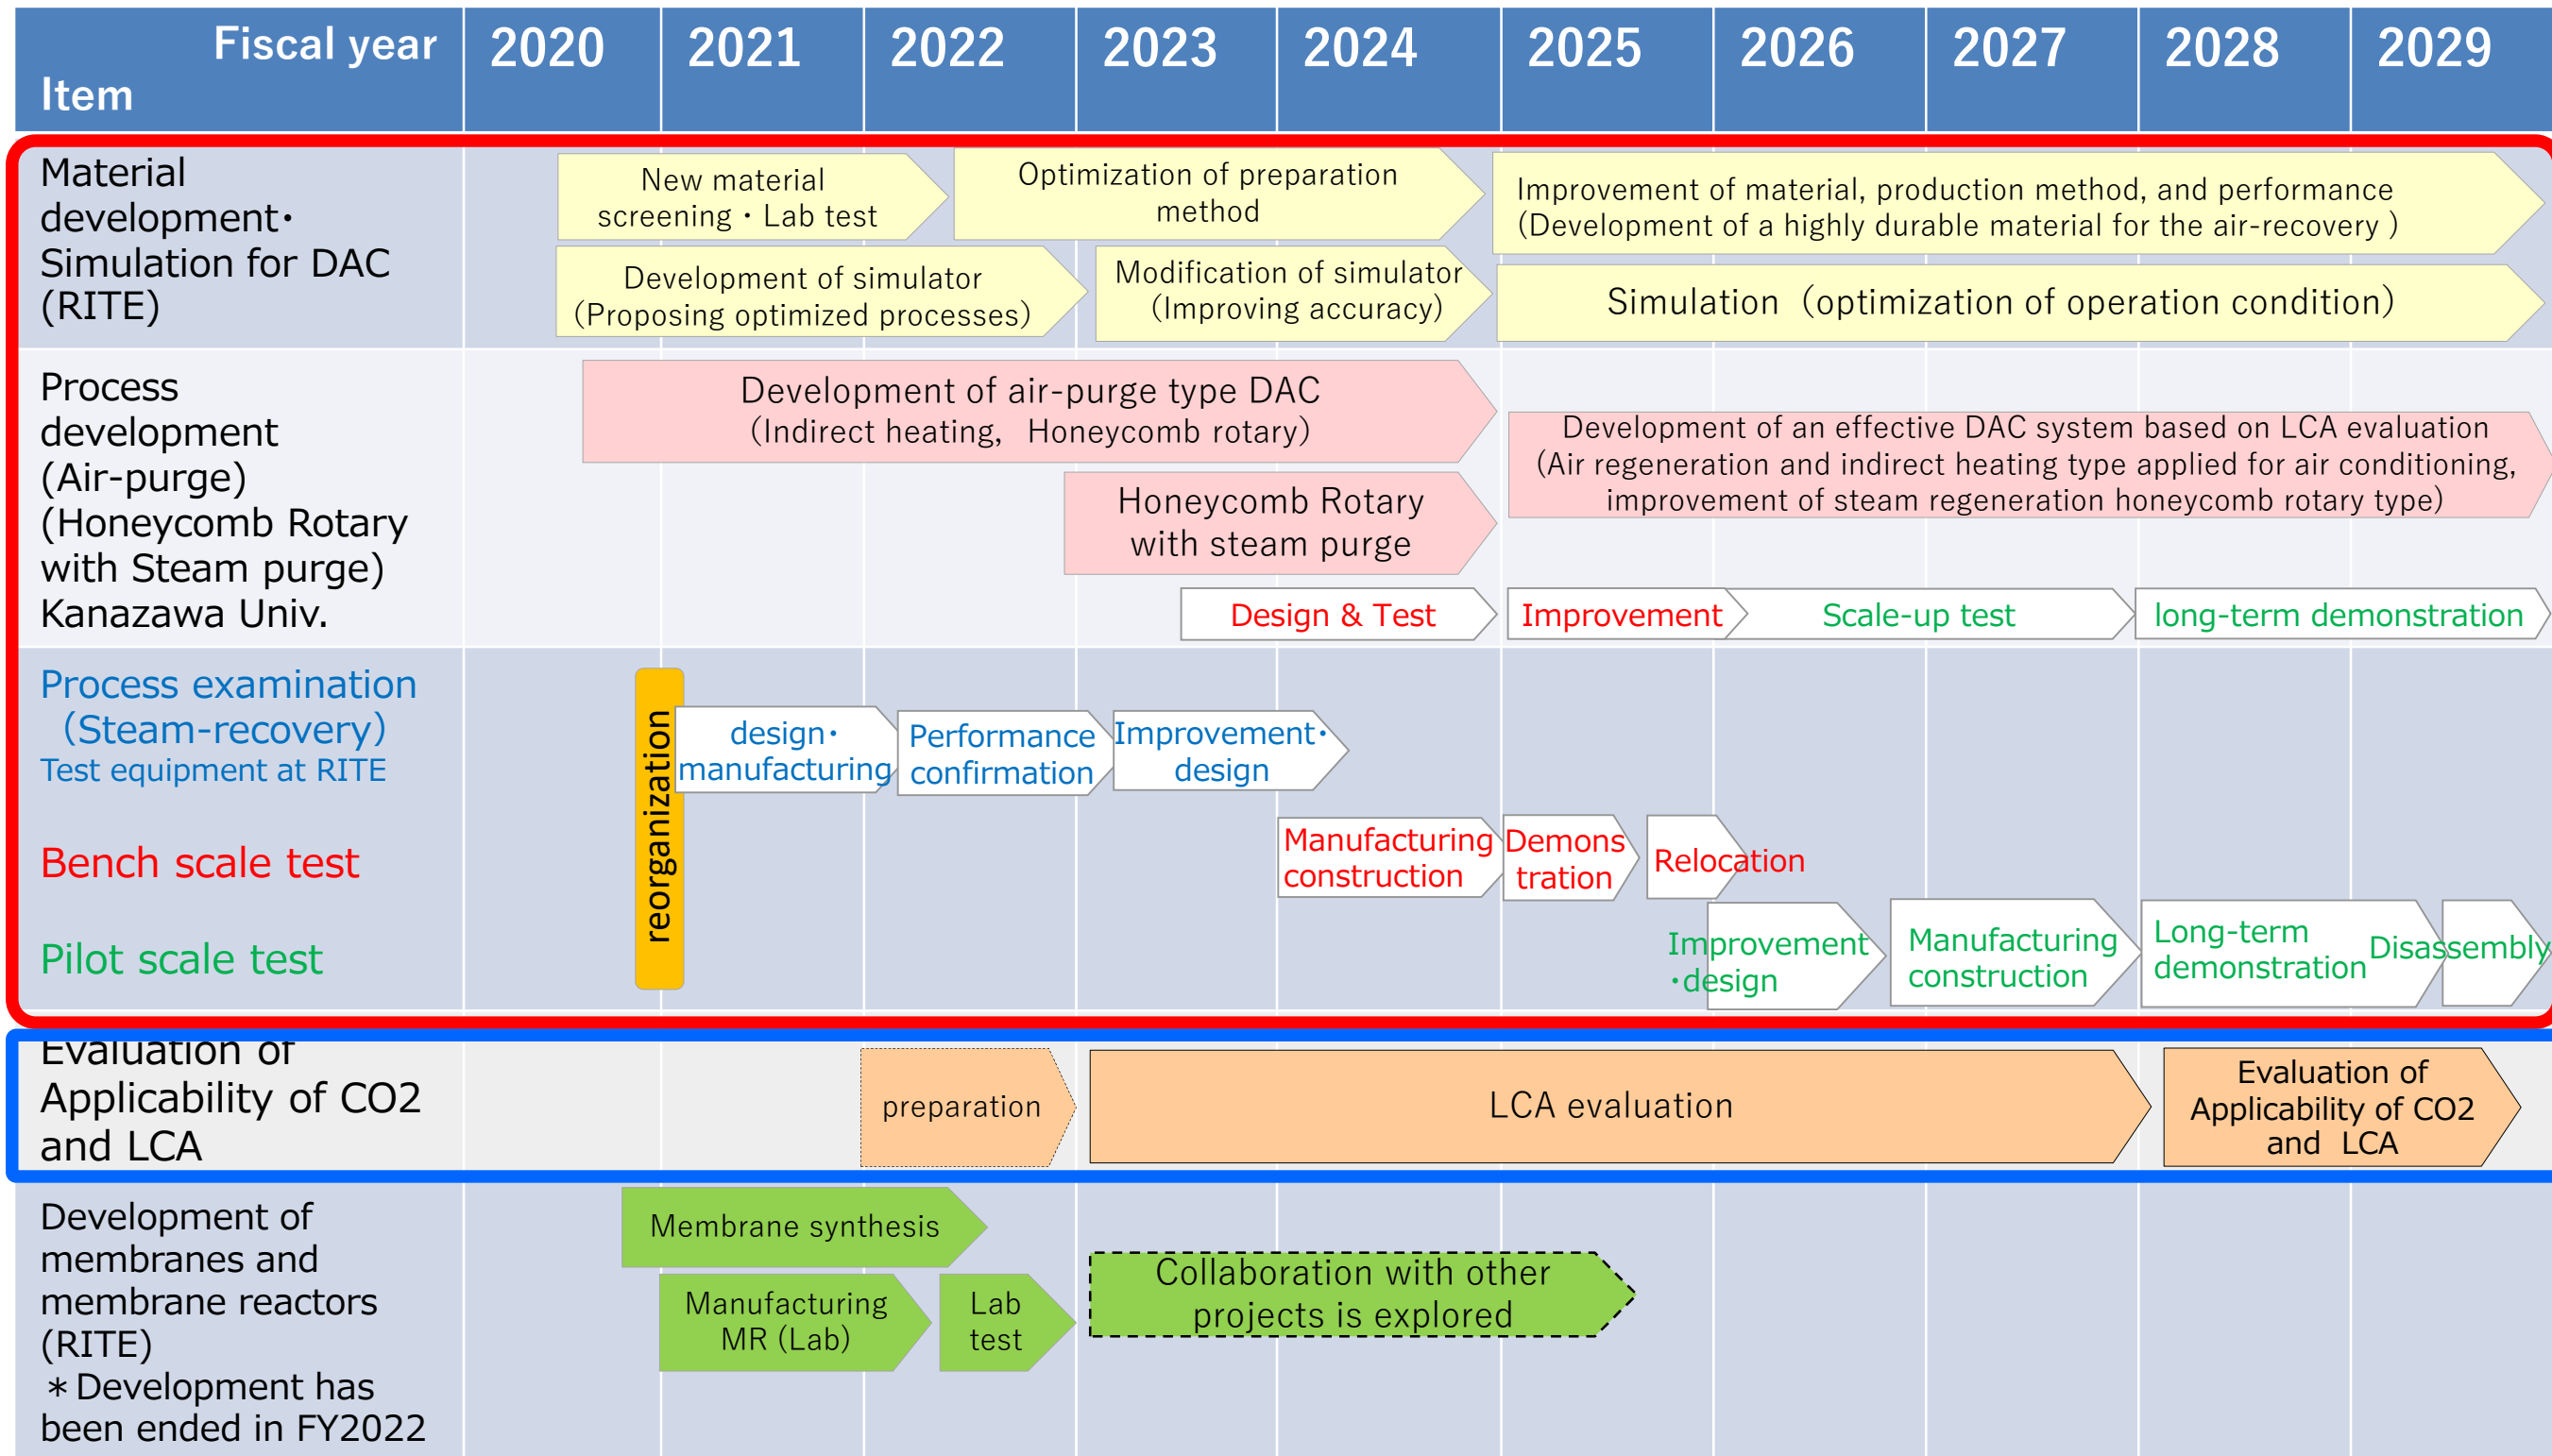 Fiscal year
Item
2020
2021
2022
2023
2024
2025
2026
2027
2028
2029
Material
development・
Simulation for DAC
(RITE)
New material
screening・Lab test
Optimization of preparation
method
Improvement of material, production method, and performance
(Development of a highly durable material for the air-recovery )
Development of simulator
(Proposing optimized processes)
Modification of simulator
(Improving accuracy)
Simulation (optimization of operation condition)
Process
development
(Air-purge)
(Honeycomb Rotary
with Steam purge)
Kanazawa Univ.
Development of air-purge type DAC
(Indirect heating, Honeycomb rotary)
Honeycomb Rotary
with steam purge
Development of an effective DAC system based on LCA evaluation
(Air regeneration and indirect heating type applied for air conditioning,
improvement of steam regeneration honeycomb rotary type)
Design & Test
Improvement
Scale-up test
long-term demonstration
Process examination
(Steam-recovery)
Test equipment at RITE
reorganization
design・
manufacturing
Performance
confirmation
Improvement・
design
Bench scale test
Manufacturing
construction
Demons
tration
Relocation
Pilot scale test
Improvement
・design
Manufacturing
construction
Long-term
demonstration
Disassembly
Evaluation of
Applicability of CO2
and LCA
preparation
LCA evaluation
Evaluation of
Applicability of CO2
and LCA
Development of
membranes and
membrane reactors
(RITE)
＊Development has
been ended in FY2022
Membrane synthesis
Manufacturing
MR (Lab)
Lab
test
Collaboration with other
projects is explored